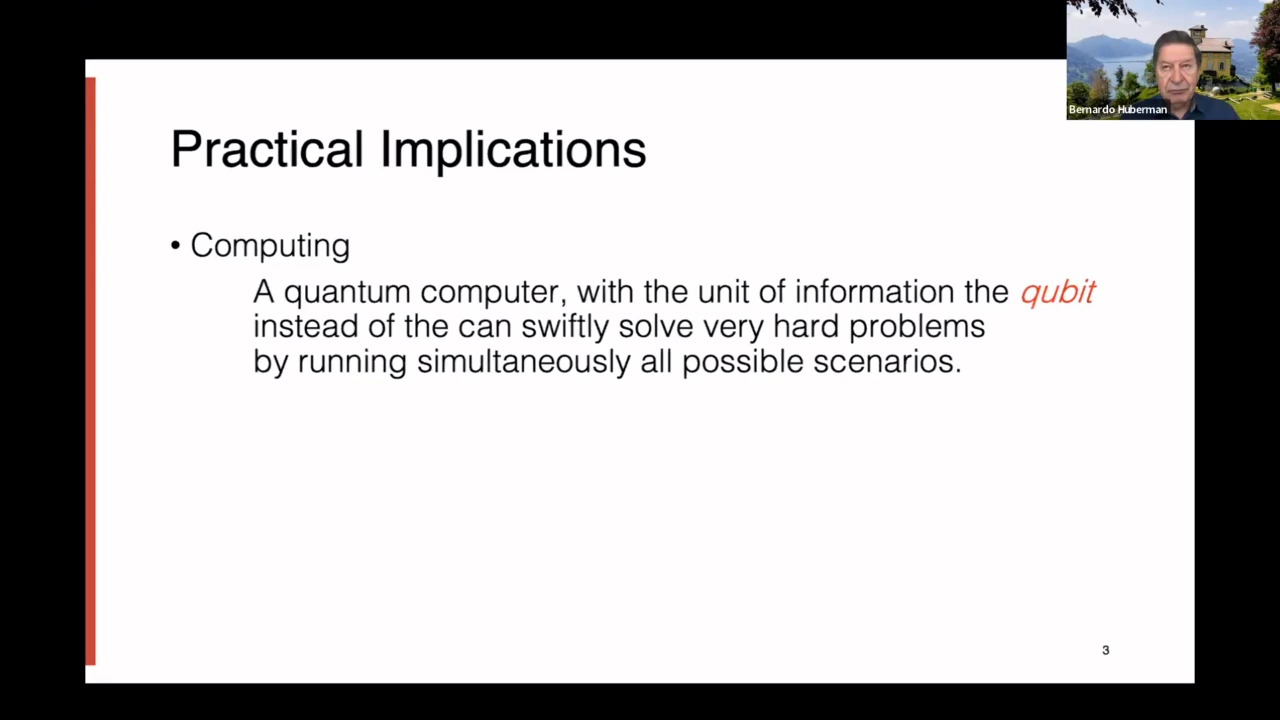 Bernardo Huberman
Practical Implications
• Computing
A quantum computer, with the unit of information the qubit
instead of the can swiftly solve very hard problems
by running simultaneously all possible scenarios.
3